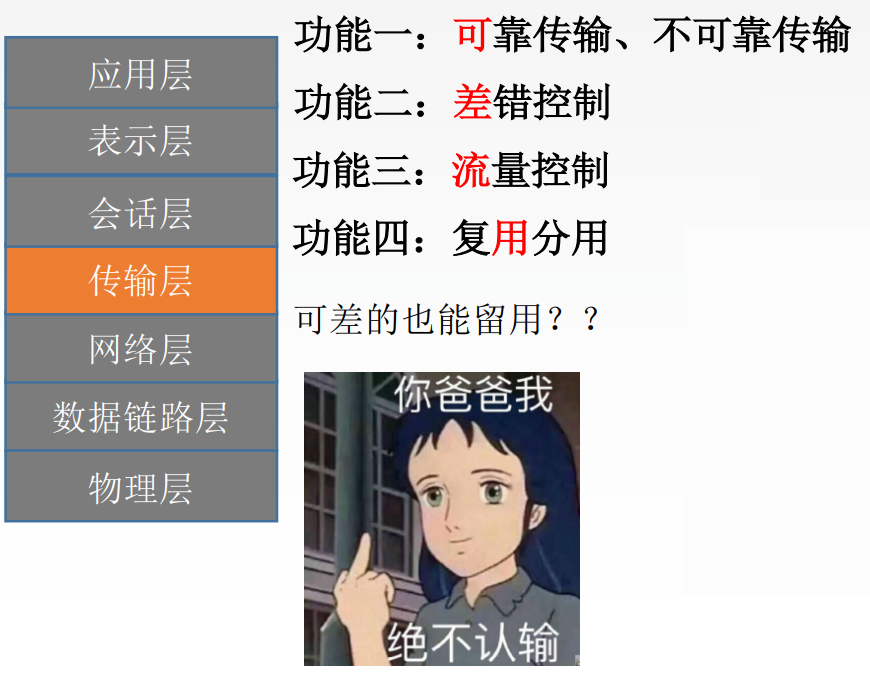 应用层
表示层
会话层
传输层
网络层
数据链路层
物理层
功能一：可靠传输、不可靠传输
功能二：差错控制
功能三：流量控制
功能四：复用分用
可差的也能留用？？
你爸爸我
绝不认输